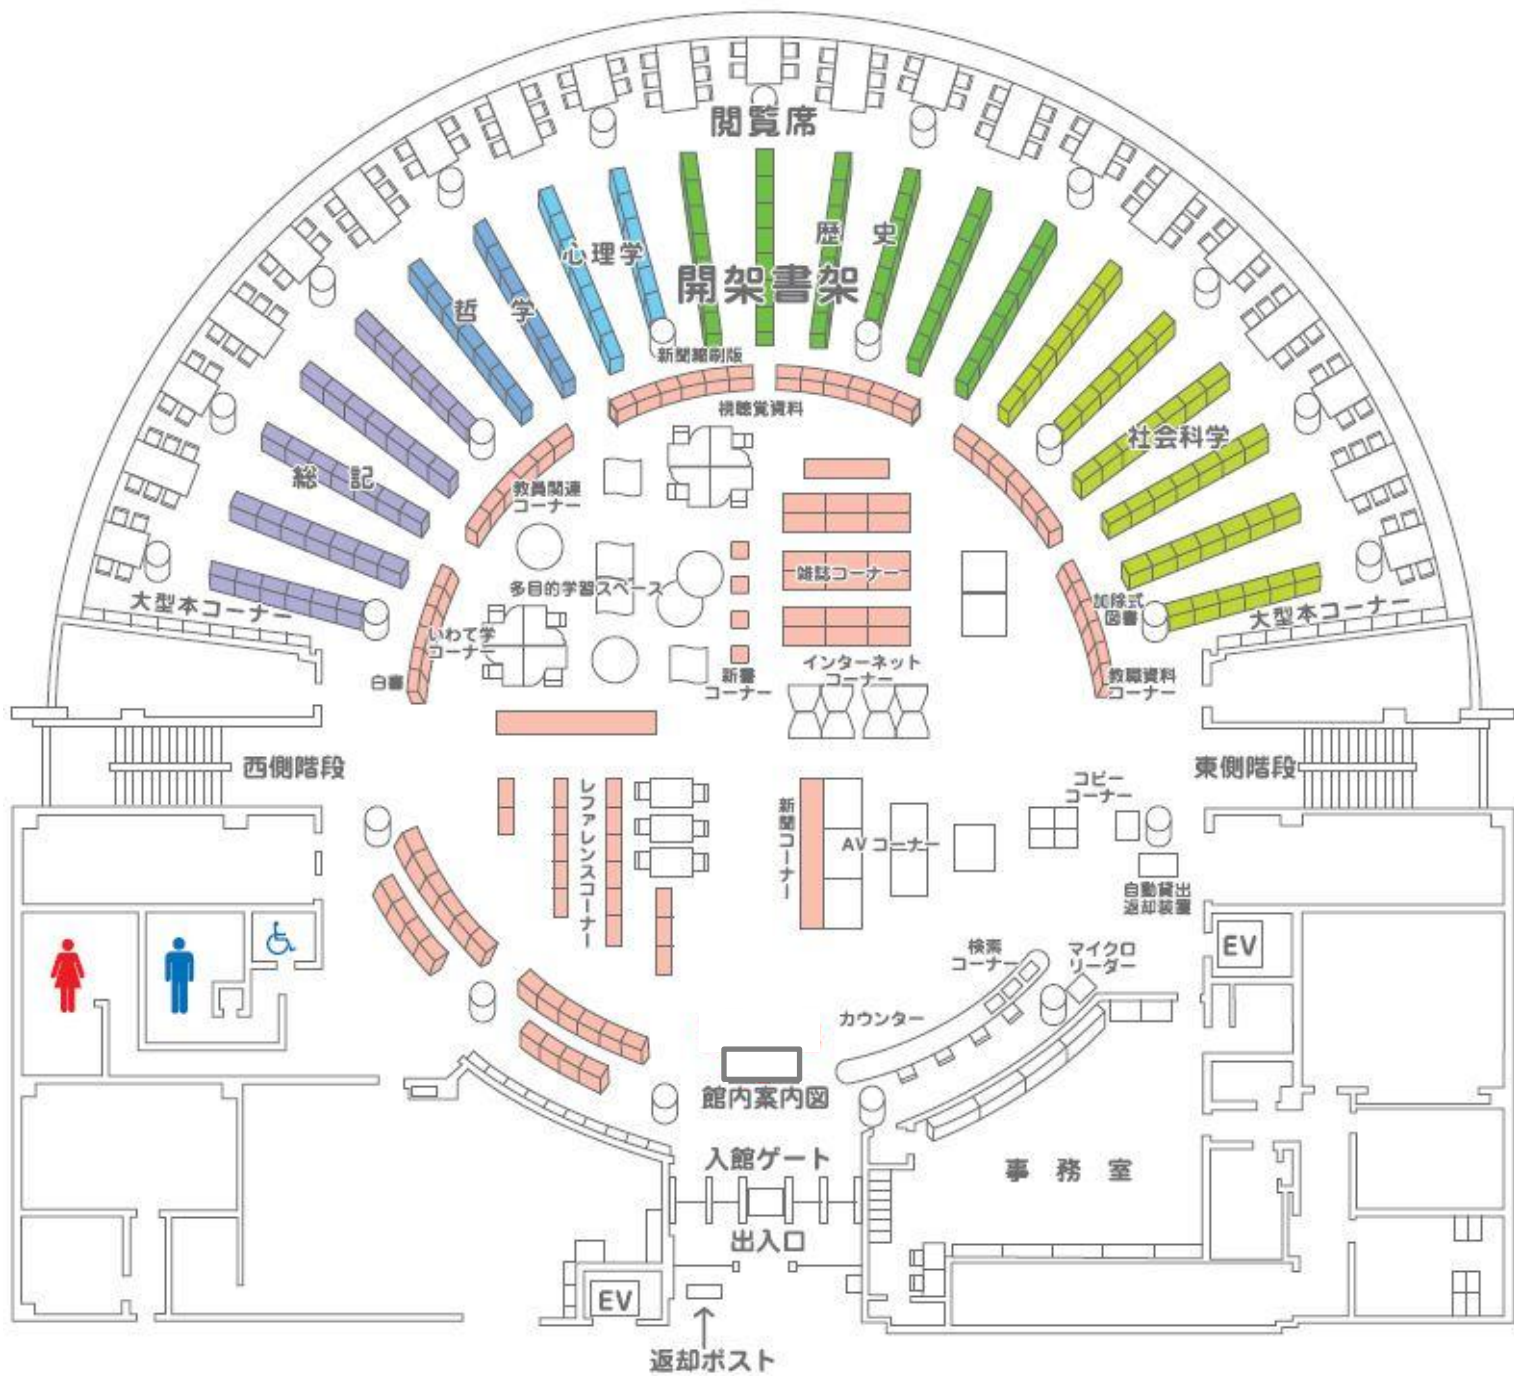 閲覧席
歴史
心理学
開架書架
哲学
新聞縮刷版
視聴覚資料
社会科学
総記
教員関連
コーナー
雑誌コーナー
多目的学習スペース
大型本コーナー
加除式
図書
大型本コーナー
いわて学
コーナー
白書
新書
コーナー
インターネット
コーナー
教職資料
コーナー
西側階段
東側階段
レファレンスコーナー
新聞コーナー
コピー
コーナー
AVコーナー
自動貸出
返却装置
EV
検索
コーナー
マイクロ
リーダー
カウンター
館内案内図
入館ゲート
事務室
出入口
EV
返却ポスト